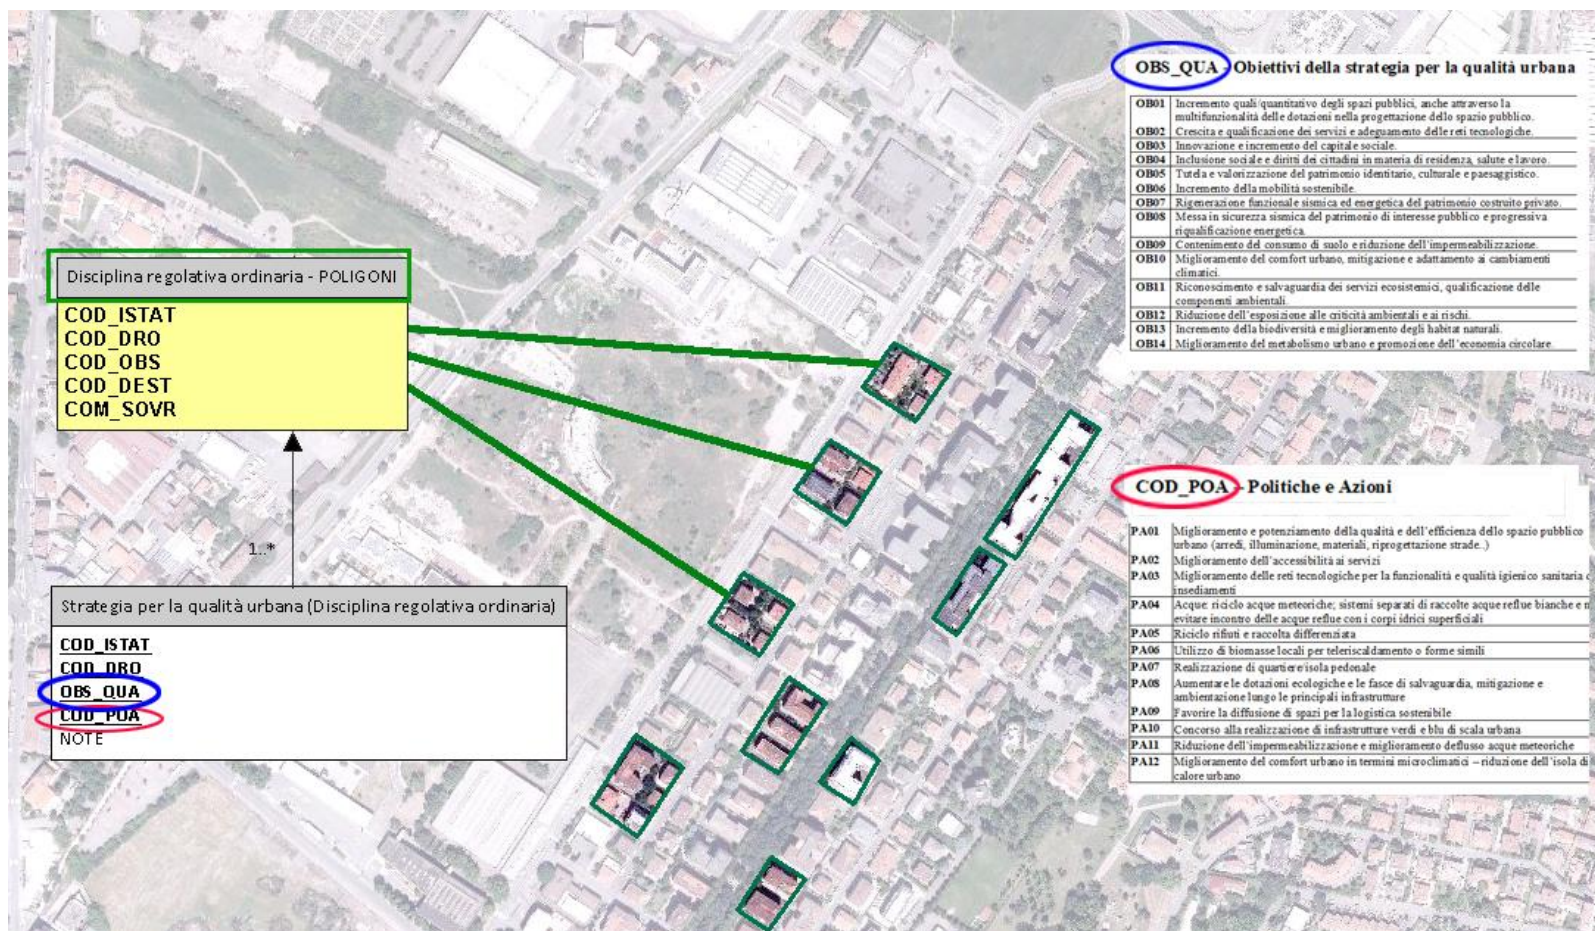 Disciplina regolativa ordinaria - POLIGONI
COD_ISTAT
COD_DRO
COD_OBS
COD_DEST
COM_SOVR
1..*
Strategia per la qualità urbana (Disciplina regolativa ordinaria)
COD_ISTAT
COD_DRO
OBS_QUA
COD_POA
NOTE
OBS_QUA - Obiettivi della strategia per la qualità urbana
OB01 Incremento quali/quantitativo degli spazi pubblici, anche attraverso la
multifunzionalità delle dotazioni nella progettazione dello spazio pubblico.
OB02 Crescita e qualificazione dei servizi e adeguamento delle reti tecnologiche.
OB03 Innovazione e incremento del capitale sociale.
OB04 Inclusione sociale e diritti dei cittadini in materia di residenza, salute e lavoro.
OB05 Tutela e valorizzazione del patrimonio identitario, culturale e paesaggistico.
OB06 Incremento della mobilità sostenibile.
OB07 Rigenerazione funzionale sismica ed energetica del patrimonio costruito privato.
OB08 Messa in sicurezza sismica del patrimonio di interesse pubblico e progressiva
riqualificazione energetica.
OB09 Contenimento del consumo di suolo e riduzione dell'impermeabilizzazione.
OB10 Miglioramento del comfort urbano, mitigazione e adattamento ai cambiamenti
climatici.
OB11 Riconoscimento e salvaguardia dei servizi ecosistemici, qualificazione delle
componenti ambientali.
OB12 Riduzione dell'esposizione alle criticità ambientali e ai rischi.
OB13 Incremento della biodiversità e miglioramento degli habitat naturali.
OB14 Miglioramento del metabolismo urbano e promozione dell'economia circolare.
COD_POA - Politiche e Azioni
PA01 Miglioramento e potenziamento della qualità e dell'efficienza dello spazio pubblico
urbano (arredi, illuminazione, materiali, riprogettazione strade..)
PA02 Miglioramento dell'accessibilità ai servizi
PA03 Miglioramento delle reti tecnologiche per la funzionalità e qualità igienico sanitaria
insediamenti
PA04 Acque: riciclo acque meteoriche; sistemi separati di raccolte acque reflue bianche e
evitare incontro delle acque reflue con i corpi idrici superficiali
PA05 Riciclo rifiuti e raccolta differenziata
PA06 Utilizzo di biomasse locali per teleriscaldamento o forme simili
PA07 Realizzazione di quartiere/isola pedonale
PA08 Aumentare le dotazioni ecologiche e le fasce di salvaguardia, mitigazione e
ambientazione lungo le principali infrastrutture
PA09 Favorire la diffusione di spazi per la logistica sostenibile
PA10 Concorso alla realizzazione di infrastrutture verdi e blu di scala urbana
PA11 Riduzione dell'impermeabilizzazione e miglioramento deflusso acque meteoriche
PA12 Miglioramento del comfort urbano in termini microclimatici – riduzione dell'isola di
calore urbano